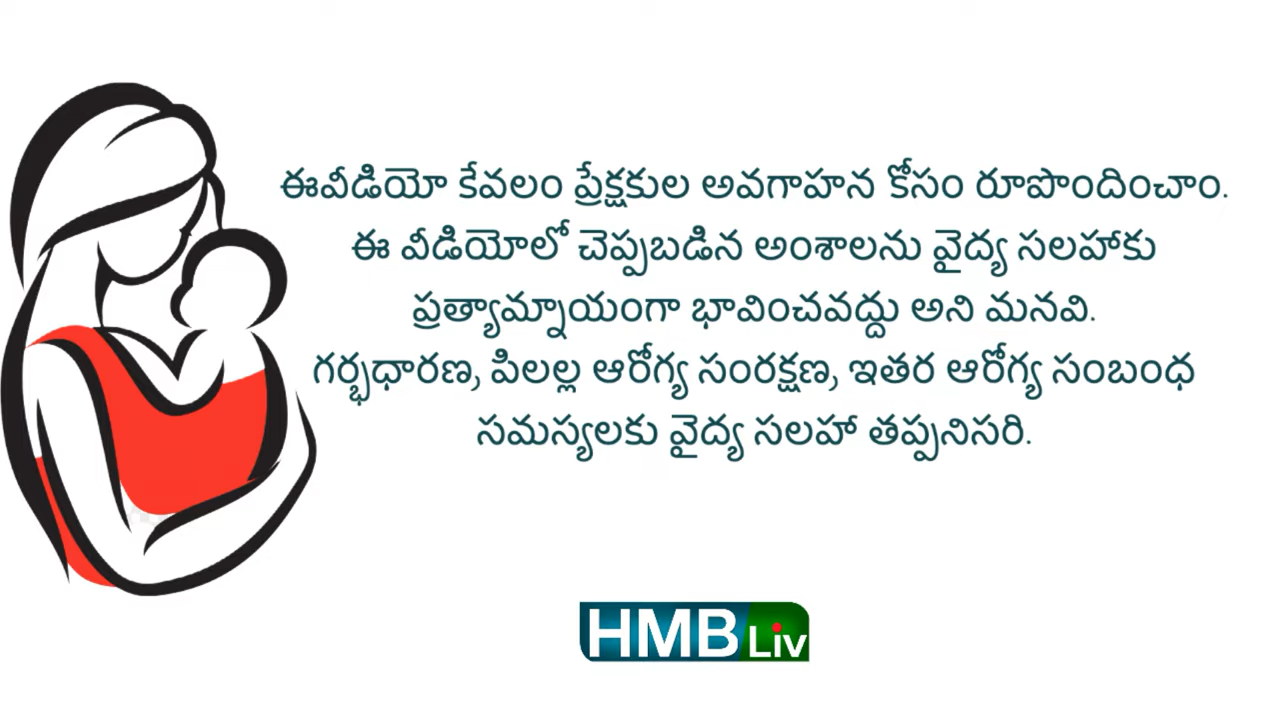 ఈవీడియో కేవలం ప్రేక్షకుల అవగాహన కోసం రూపొందించాం.
ఈ వీడియోలో చెప్పబడిన అంశాలను వైద్య సలహాకు
ప్రత్యామ్నాయంగా భావించవద్దు అని మనవి.
గర్భధారణ, పిలల్ల ఆరోగ్య సంరక్షణ, ఇతర ఆరోగ్య సంబంధ
సమస్యలకు వైద్య సలహా తప్పనిసరి.
HMB Liv